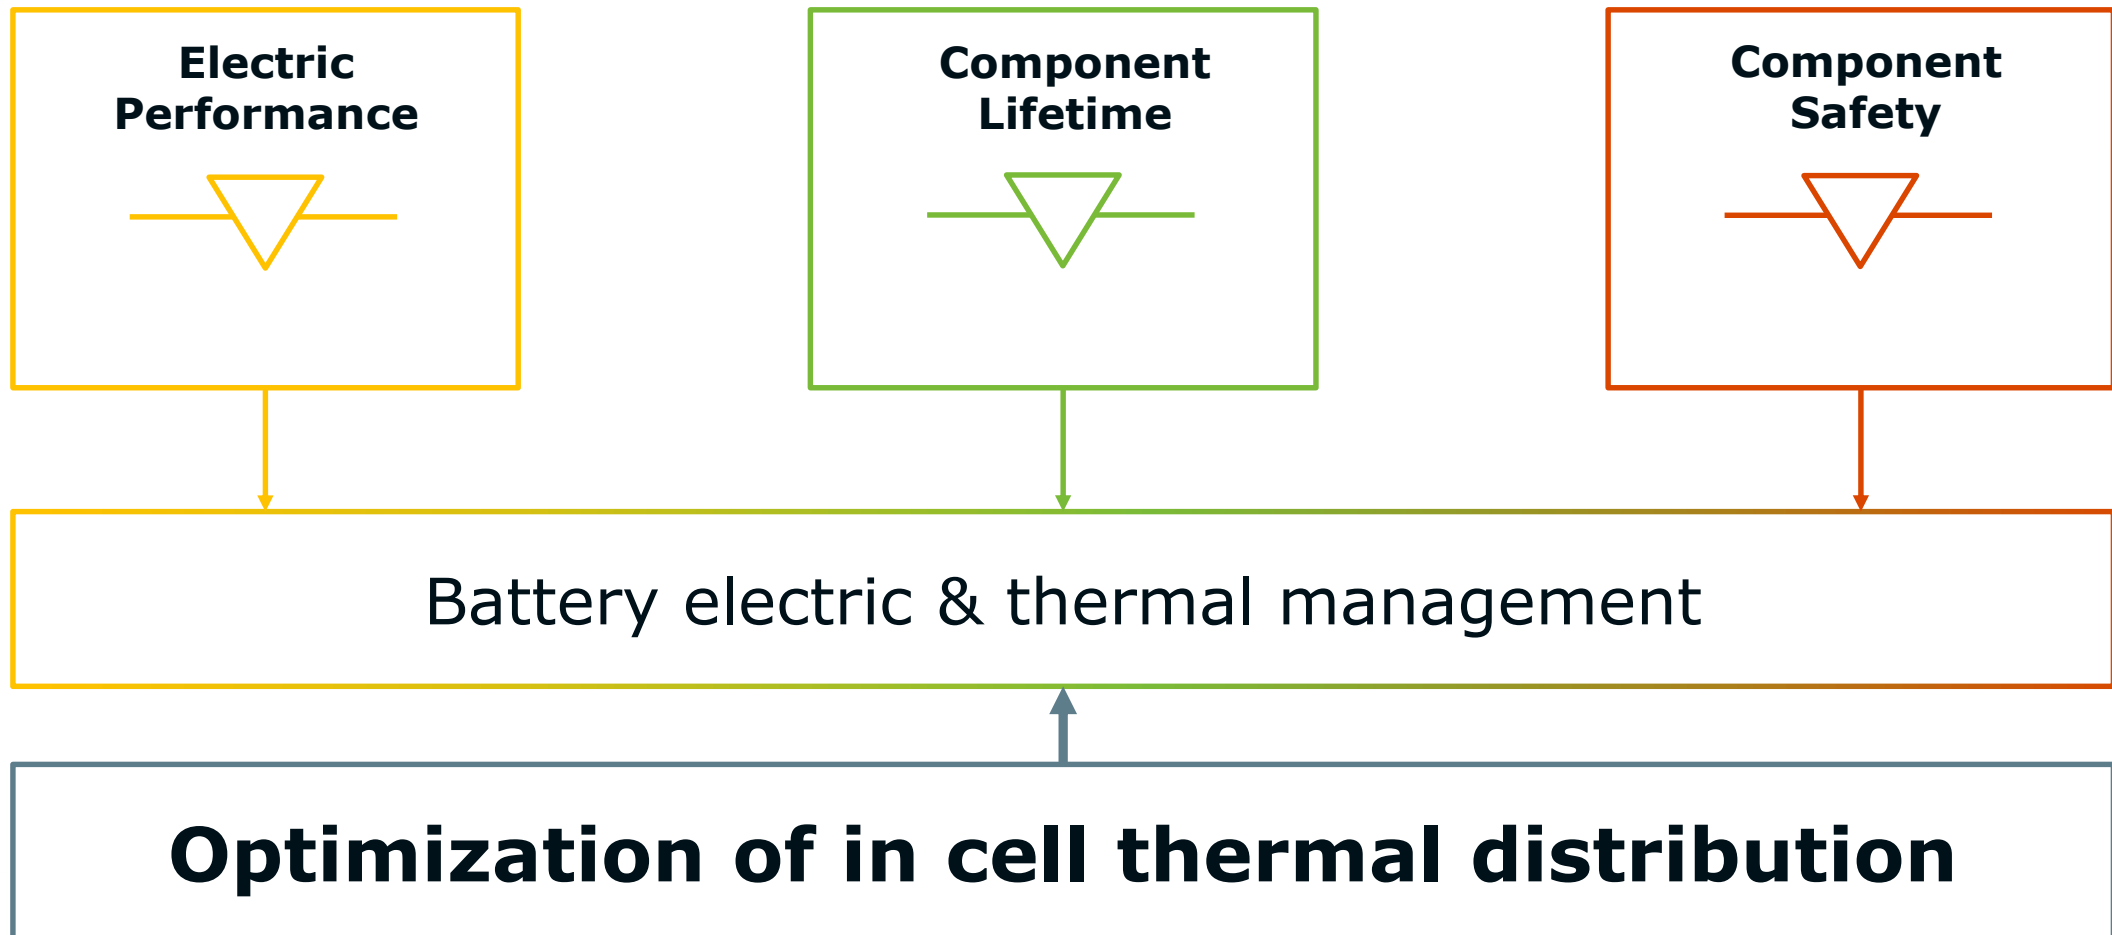 Electric
Performance
Component
Lifetime
Component
Safety
Battery electric & thermal management
Optimization of in cell thermal distribution